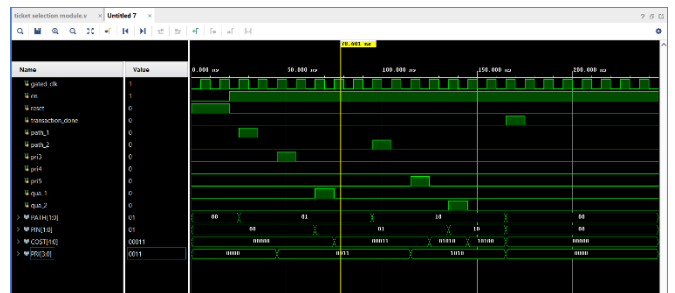 ticket selection module.v × Untitled 7 ×
Name Value 0.000 ns 50.000 ns 100.000 ns 150.000 ns 200.000 ns
gated_clk 1
en 1
reset 0
transaction_done 0
path_1 0
path_2 0
pri3 0
pri4 0
pri5 0
qua_1 0
qua_2 0
PATH[1:0] 01 00 01 10 00
RIN[1:0] 01 00 01 10 00
COST[4:0] 00011 00000 00011 01010 10100 00000
PRI[3:0] 0011 0000 0011 1010 0000